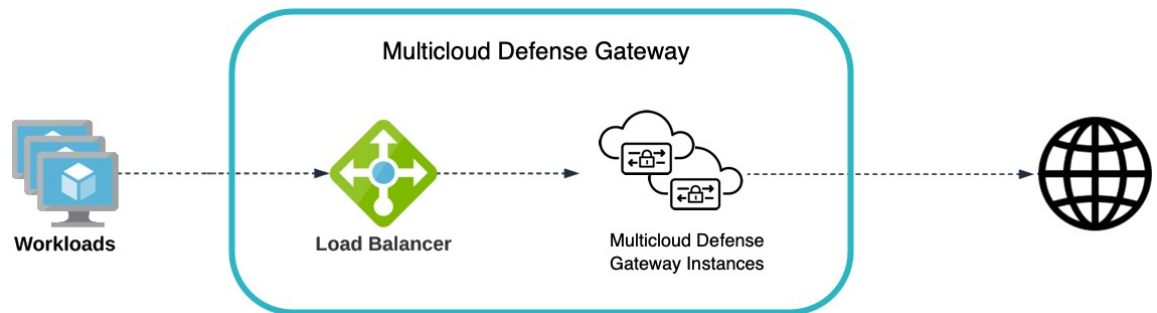 Multicloud Defense Gateway
Workloads
Load Balancer
Multicloud Defense
Gateway Instances